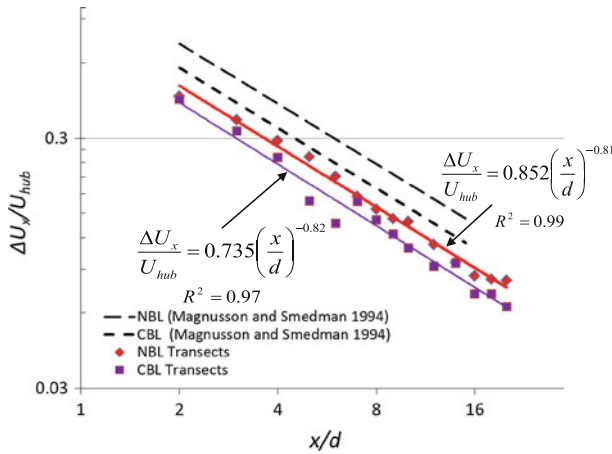 0.3
ΔUx/Uhub
ΔUx/Uhub = 0.852(x/d)^−0.81
R² = 0.99
ΔUx/Uhub = 0.735(x/d)^−0.82
R² = 0.97
NBL (Magnusson and Smedman 1994)
CBL (Magnusson and Smedman 1994)
NBL Transects
CBL Transects
0.03
1 2 4 8 16
x/d